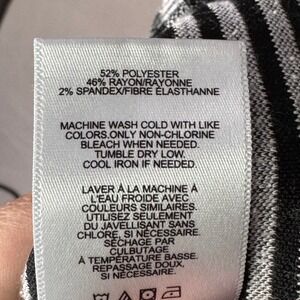 52% POLYESTER
46% RAYON/RAYONNE
2% SPANDEX/FIBRE ÉLASTHANNE
MACHINE WASH COLD WITH LIKE
COLORS.ONLY NON-CHLORINE
BLEACH WHEN NEEDED.
TUMBLE DRY LOW.
COOL IRON IF NEEDED.
LAVER À LA MACHINE À
L'EAU FROIDE AVEC
COULEURS SIMILAIRES.
UTILISEZ SEULEMENT
DU JAVELLISANT SANS
CHLORE, SI NÉCESSAIRE.
SÉCHAGE PAR
CULBUTAGE
À TEMPÉRATURE BASSE.
REPASSAGE DOUX,
SI NÉCESSAIRE.